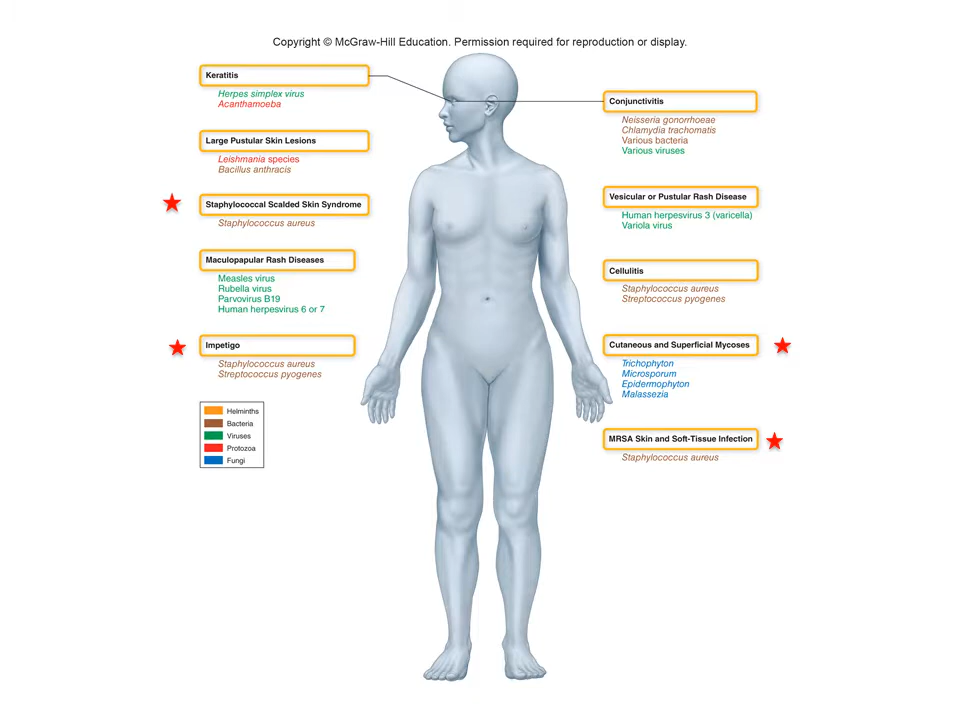 Copyright © McGraw-Hill Education. Permission required for reproduction or display.
Keratitis
Herpes simplex virus
Acanthamoeba
Large Pustular Skin Lesions
Leishmania species
Bacillus anthracis
Staphylococcal Scalded Skin Syndrome
Staphylococcus aureus
Maculopapular Rash Diseases
Measles virus
Rubella virus
Parvovirus B19
Human herpesvirus 6 or 7
Impetigo
Staphylococcus aureus
Streptococcus pyogenes
Helminths
Bacteria
Viruses
Protozoa
Fungi
Conjunctivitis
Neisseria gonorrhoeae
Chlamydia trachomatis
Various bacteria
Various viruses
Vesicular or Pustular Rash Disease
Human herpesvirus 3 (varicella)
Variola virus
Cellulitis
Staphylococcus aureus
Streptococcus pyogenes
Cutaneous and Superficial Mycoses
Trichophyton
Microsporum
Epidermophyton
Malassezia
MRSA Skin and Soft-Tissue Infection
Staphylococcus aureus